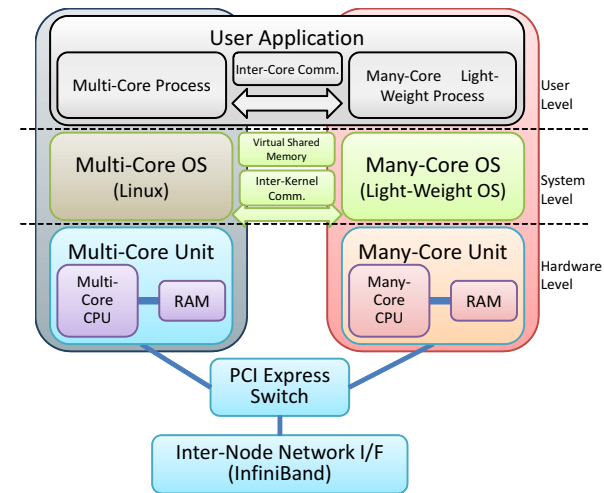 User Application
Multi-Core Process
Inter-Core Comm.
Many-Core Light-
Weight Process
User
Level
Multi-Core OS
(Linux)
Virtual Shared
Memory
Inter-Kernel
Comm.
Many-Core OS
(Light-Weight OS)
System
Level
Multi-Core Unit
Multi-
Core
CPU
RAM
Many-Core Unit
Many-
Core
CPU
RAM
Hardware
Level
PCI Express
Switch
Inter-Node Network I/F
(InfiniBand)